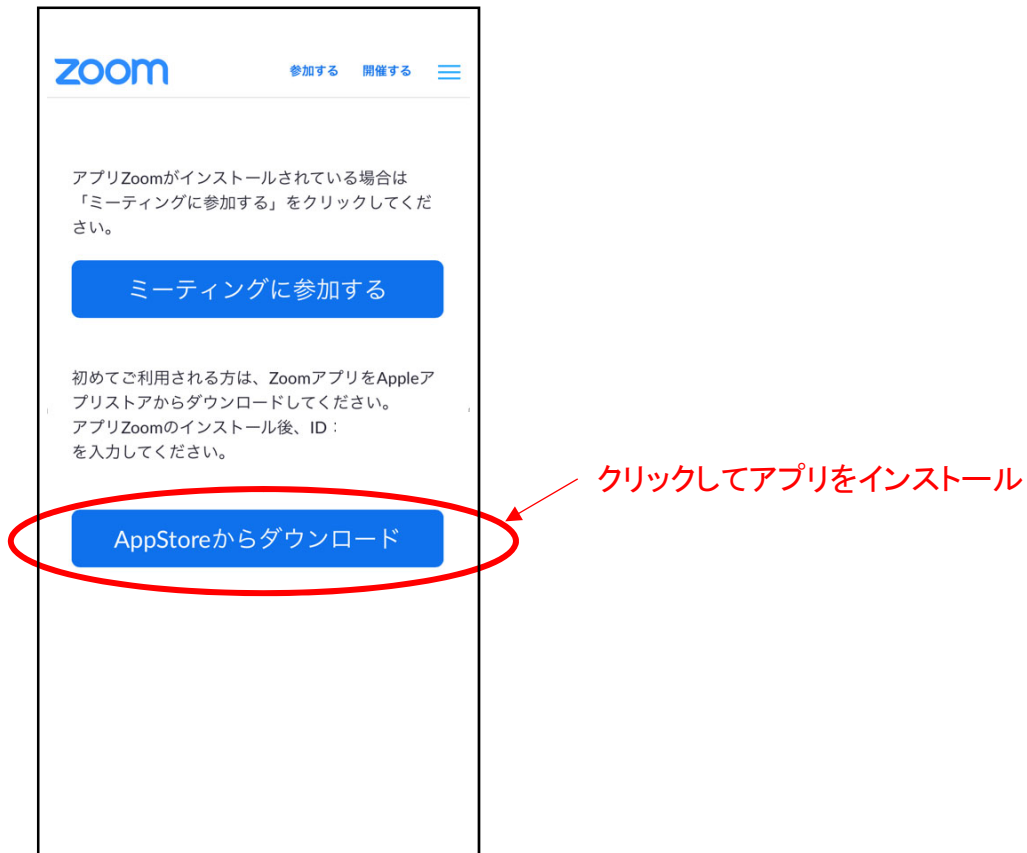 zoom 参加する 開催する
アプリZoomがインストールされている場合は
「ミーティングに参加する」をクリックしてくだ
さい。
ミーティングに参加する
初めてご利用される方は、ZoomアプリをAppleア
プリストアからダウンロードしてください。
アプリZoomのインストール後、ID：
を入力してください。
クリックしてアプリをインストール
AppStoreからダウンロード